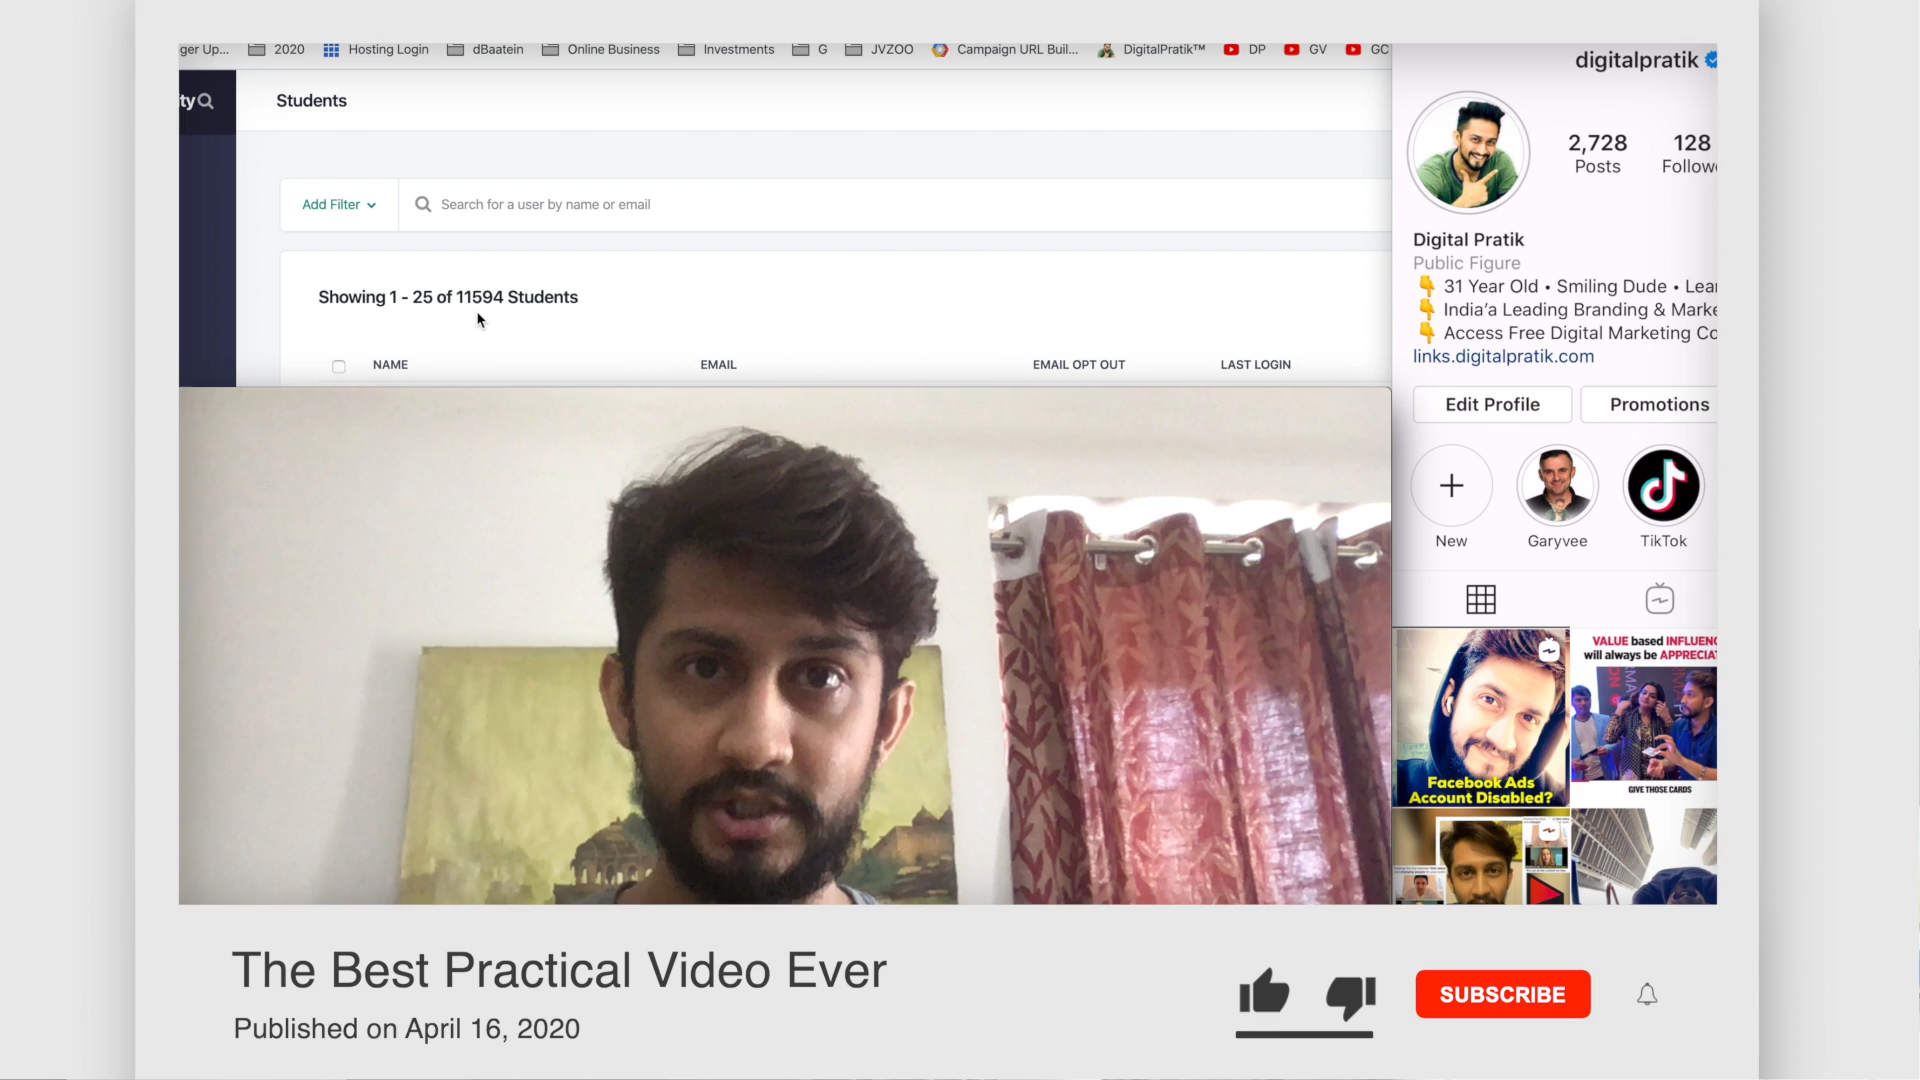 ger Up...
2020
Hosting Login
dBaatein
Online Business
Investments
G
JVZOO
Campaign URL Buil...
DigitalPratik™
DP
GV
GC
ty
Students
Add Filter
Search for a user by name or email
Showing 1 - 25 of 11594 Students
NAME
EMAIL
EMAIL OPT OUT
LAST LOGIN
digitalpratik
2,728
128
Posts
Follow
Digital Pratik
Public Figure
31 Year Old • Smiling Dude • Lear
India'a Leading Branding & Marke
Access Free Digital Marketing Co
links.digitalpratik.com
Edit Profile
Promotions
New
Garyvee
TikTok
VALUE based INFLUENC
will always be APPRECIAT
Facebook Ads
Account Disabled?
GIVE THOSE CARDS
The Best Practical Video Ever
Published on April 16, 2020
SUBSCRIBE